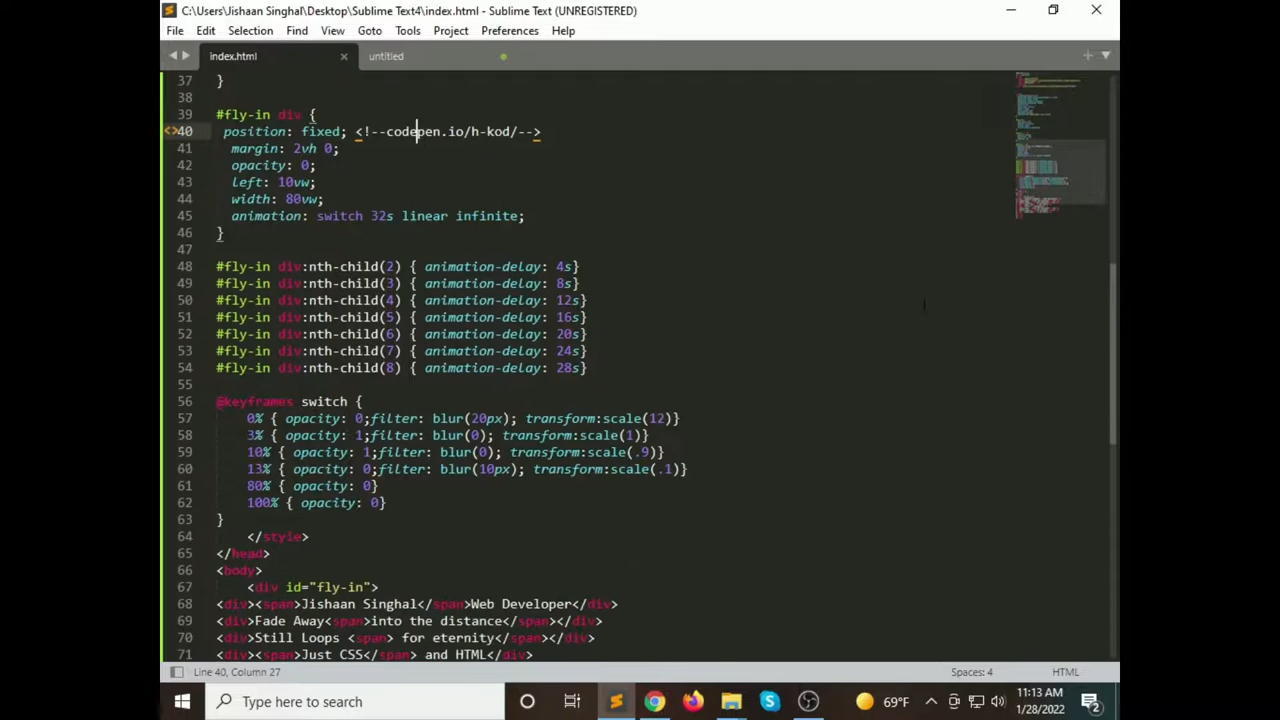 C:\Users\Jishaan Singhal\Desktop\Sublime Text4\index.html - Sublime Text (UNREGISTERED)
File Edit Selection Find View Goto Tools Project Preferences Help
index.html untitled
37 }
38
39 #fly-in div {
40 position: fixed; <!--codepen.io/h-kod/-->
41 margin: 2vh 0;
42 opacity: 0;
43 left: 10vw;
44 width: 80vw;
45 animation: switch 32s linear infinite;
46 }
47
48 #fly-in div:nth-child(2) { animation-delay: 4s}
49 #fly-in div:nth-child(3) { animation-delay: 8s}
50 #fly-in div:nth-child(4) { animation-delay: 12s}
51 #fly-in div:nth-child(5) { animation-delay: 16s}
52 #fly-in div:nth-child(6) { animation-delay: 20s}
53 #fly-in div:nth-child(7) { animation-delay: 24s}
54 #fly-in div:nth-child(8) { animation-delay: 28s}
55
56 @keyframes switch {
57 0% { opacity: 0;filter: blur(20px); transform:scale(12)}
58 3% { opacity: 1;filter: blur(0); transform:scale(1)}
59 10% { opacity: 1;filter: blur(0); transform:scale(.9)}
60 13% { opacity: 0;filter: blur(10px); transform:scale(.1)}
61 80% { opacity: 0}
62 100% { opacity: 0}
63 }
64 </style>
65 </head>
66 <body>
67 <div id="fly-in">
68 <div><span>Jishaan Singhal</span>Web Developer</div>
69 <div>Fade Away<span>into the distance</span></div>
70 <div>Still Loops <span> for eternity</span></div>
71 <div><span>Just CSS</span> and HTML</div>
Line 40, Column 27 Spaces: 4 HTML
Type here to search 69°F 11:13 AM
1/28/2022 2